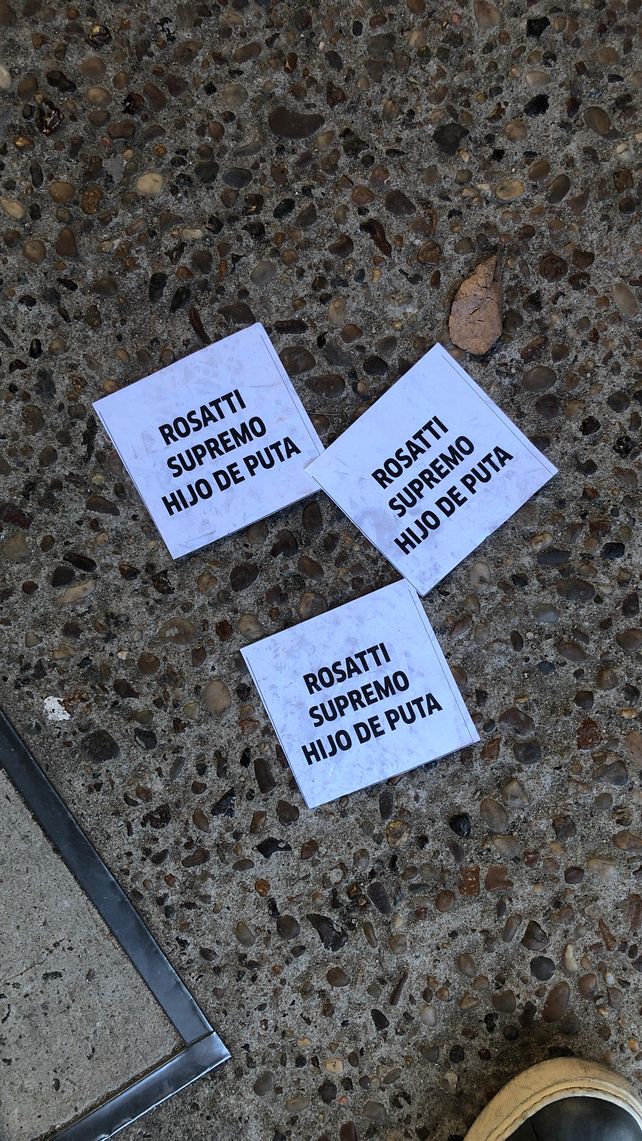 ROSATTI
SUPREMO
HIJO DE PUTA
ROSATTI
SUPREMO
HIJO DE PUTA
ROSATTI
SUPREMO
HIJO DE PUTA